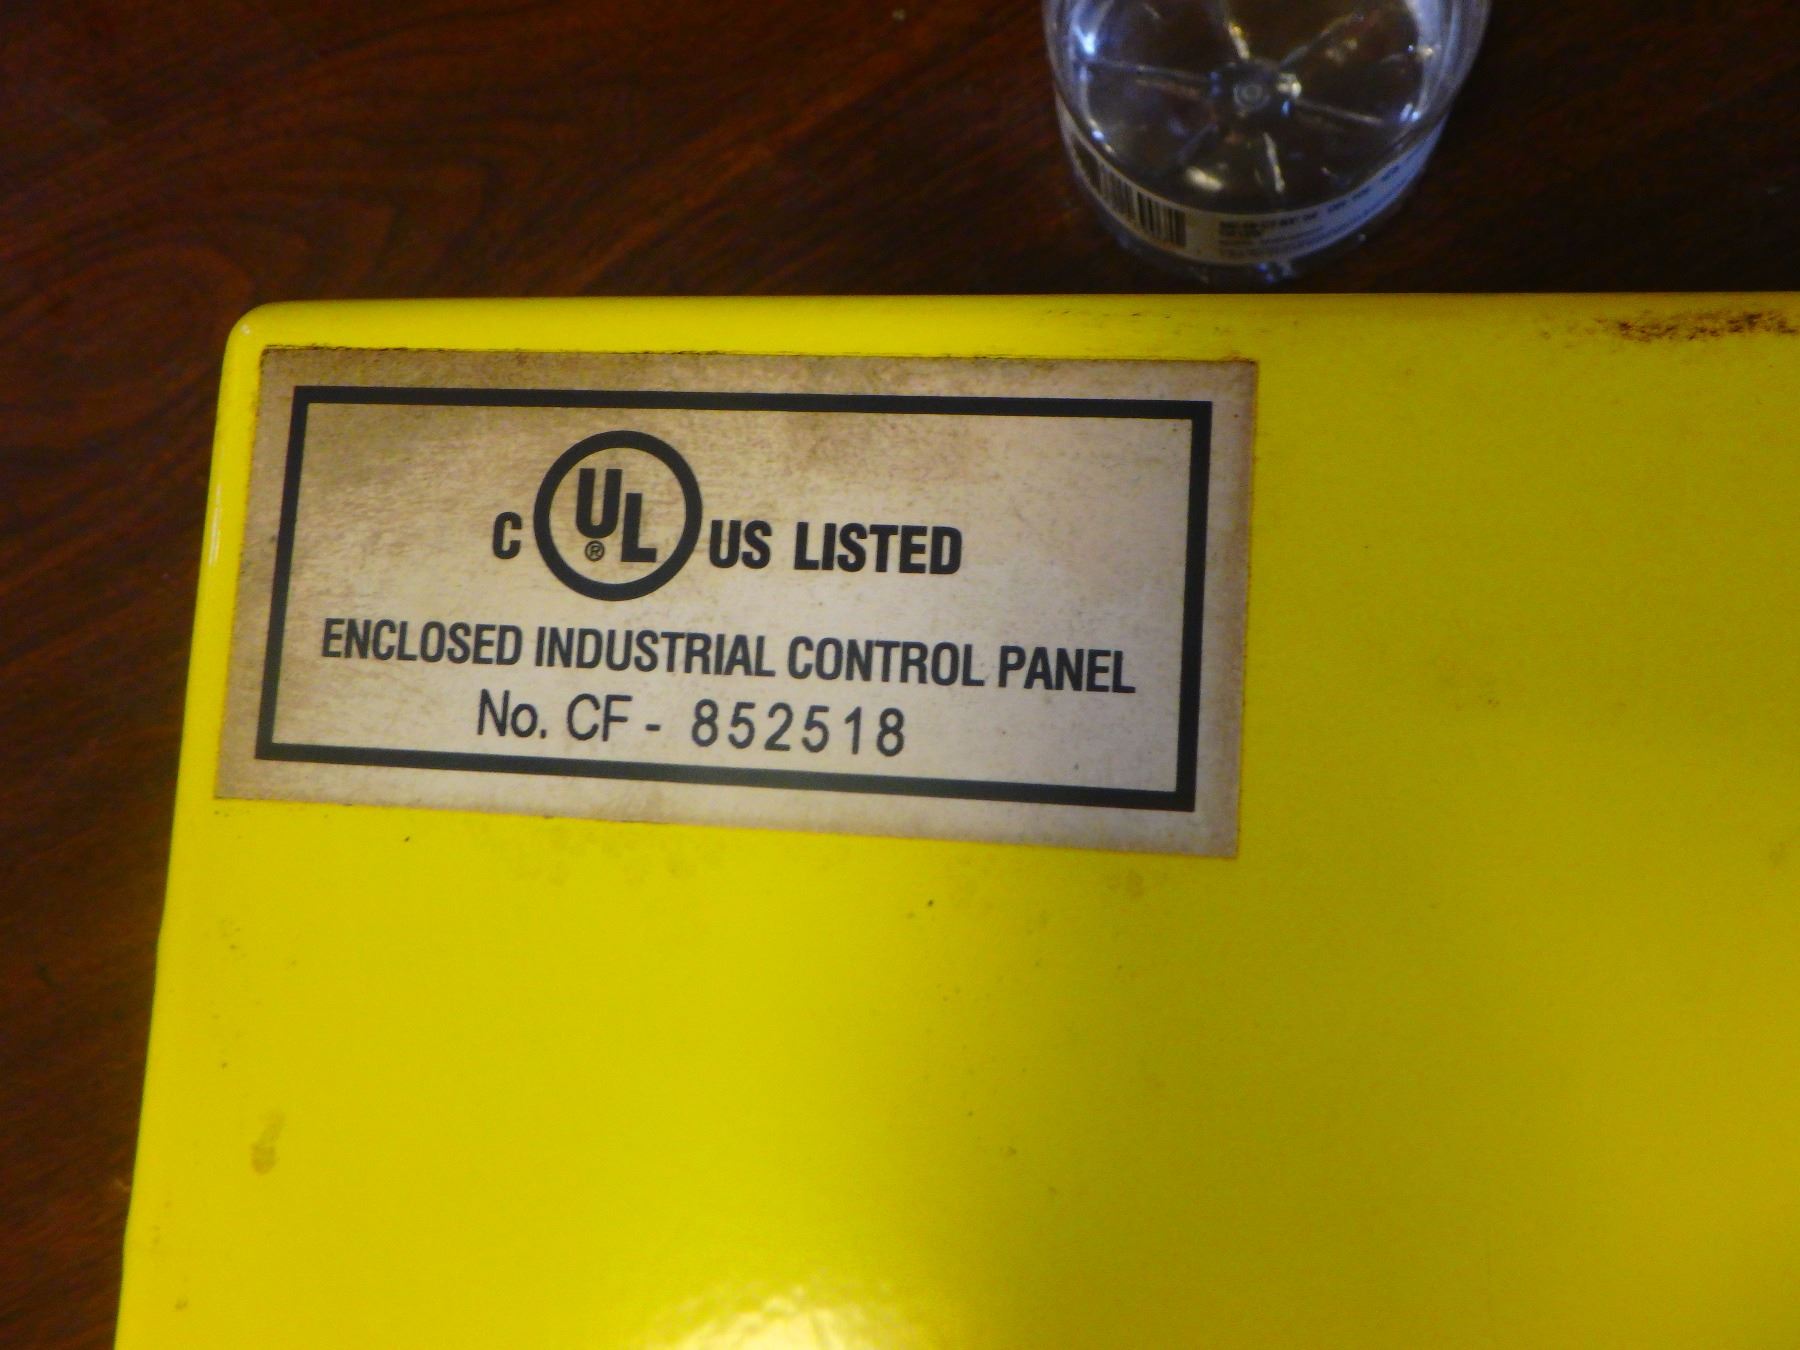 C UL® US LISTED
ENCLOSED INDUSTRIAL CONTROL PANEL
No. CF - 852518